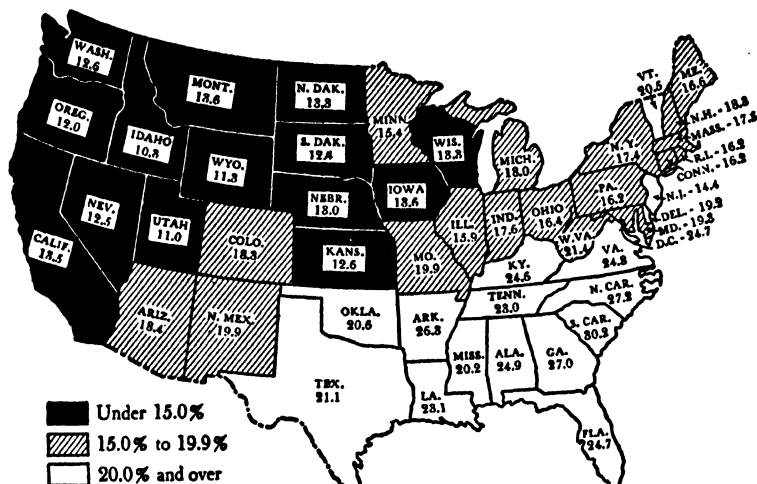 WASH.
12.6
OREG.
12.0
CALIF.
13.5
NEV.
12.5
IDAHO
10.3
MONT.
13.6
WYO.
11.3
UTAH
11.0
COLO.
18.3
ARIZ.
18.4
N. MEX.
19.9
N. DAK.
13.3
S. DAK.
12.4
NEBR.
13.0
KANS.
12.6
OKLA.
20.6
TEX.
21.1
MINN.
15.4
IOWA
13.6
MO.
19.9
ARK.
26.3
LA.
23.1
WIS.
13.3
ILL.
15.9
MICH.
18.0
IND.
17.6
OHIO
16.4
KY.
24.6
TENN.
23.0
MISS.
20.2
ALA.
24.9
GA.
27.0
FLA.
24.7
S. CAR.
30.2
N. CAR.
27.2
VA.
24.3
W.VA.
21.4
PA.
16.2
N.Y.
17.4
VT.
20.5
ME.
16.6
N.H. - 18.3
MASS. - 17.3
R.I. - 16.2
CONN. - 16.2
N.J. - 14.4
DEL. - 19.2
MD. - 19.3
D.C. - 24.7
Under 15.0%
15.0% to 19.9%
20.0% and over